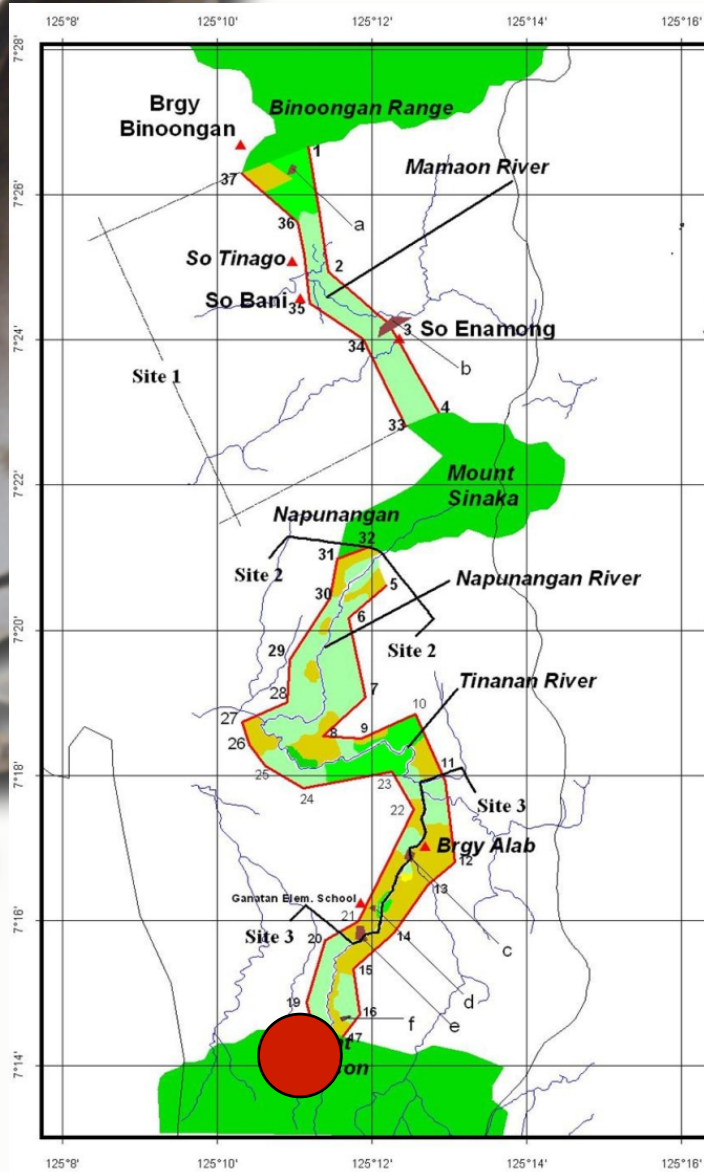 125°8'
125°10'
125°12'
125°14'
125°16'
7°28'
Binoongan Range
Brgy
Binoongan
1
Mamaon River
37
7°26'
a
36
So Tinago
2
So Bani
35
3
So Enamong
7°24'
34
b
Site 1
4
33
Mount
Sinaka
7°22'
Napunangan
32
31
Site 2
5
Napunangan River
30
6
7°20'
Site 2
29
Tinanan River
7
28
10
27
8
9
26
11
25
7°18'
23
24
Site 3
22
Brgy Alab
12
13
Ganatan Elem. School
21
7°16'
Site 3
20
14
c
15
d
19
16
f
e
17
7°14'
125°8'
125°10'
125°12'
125°14'
125°16'